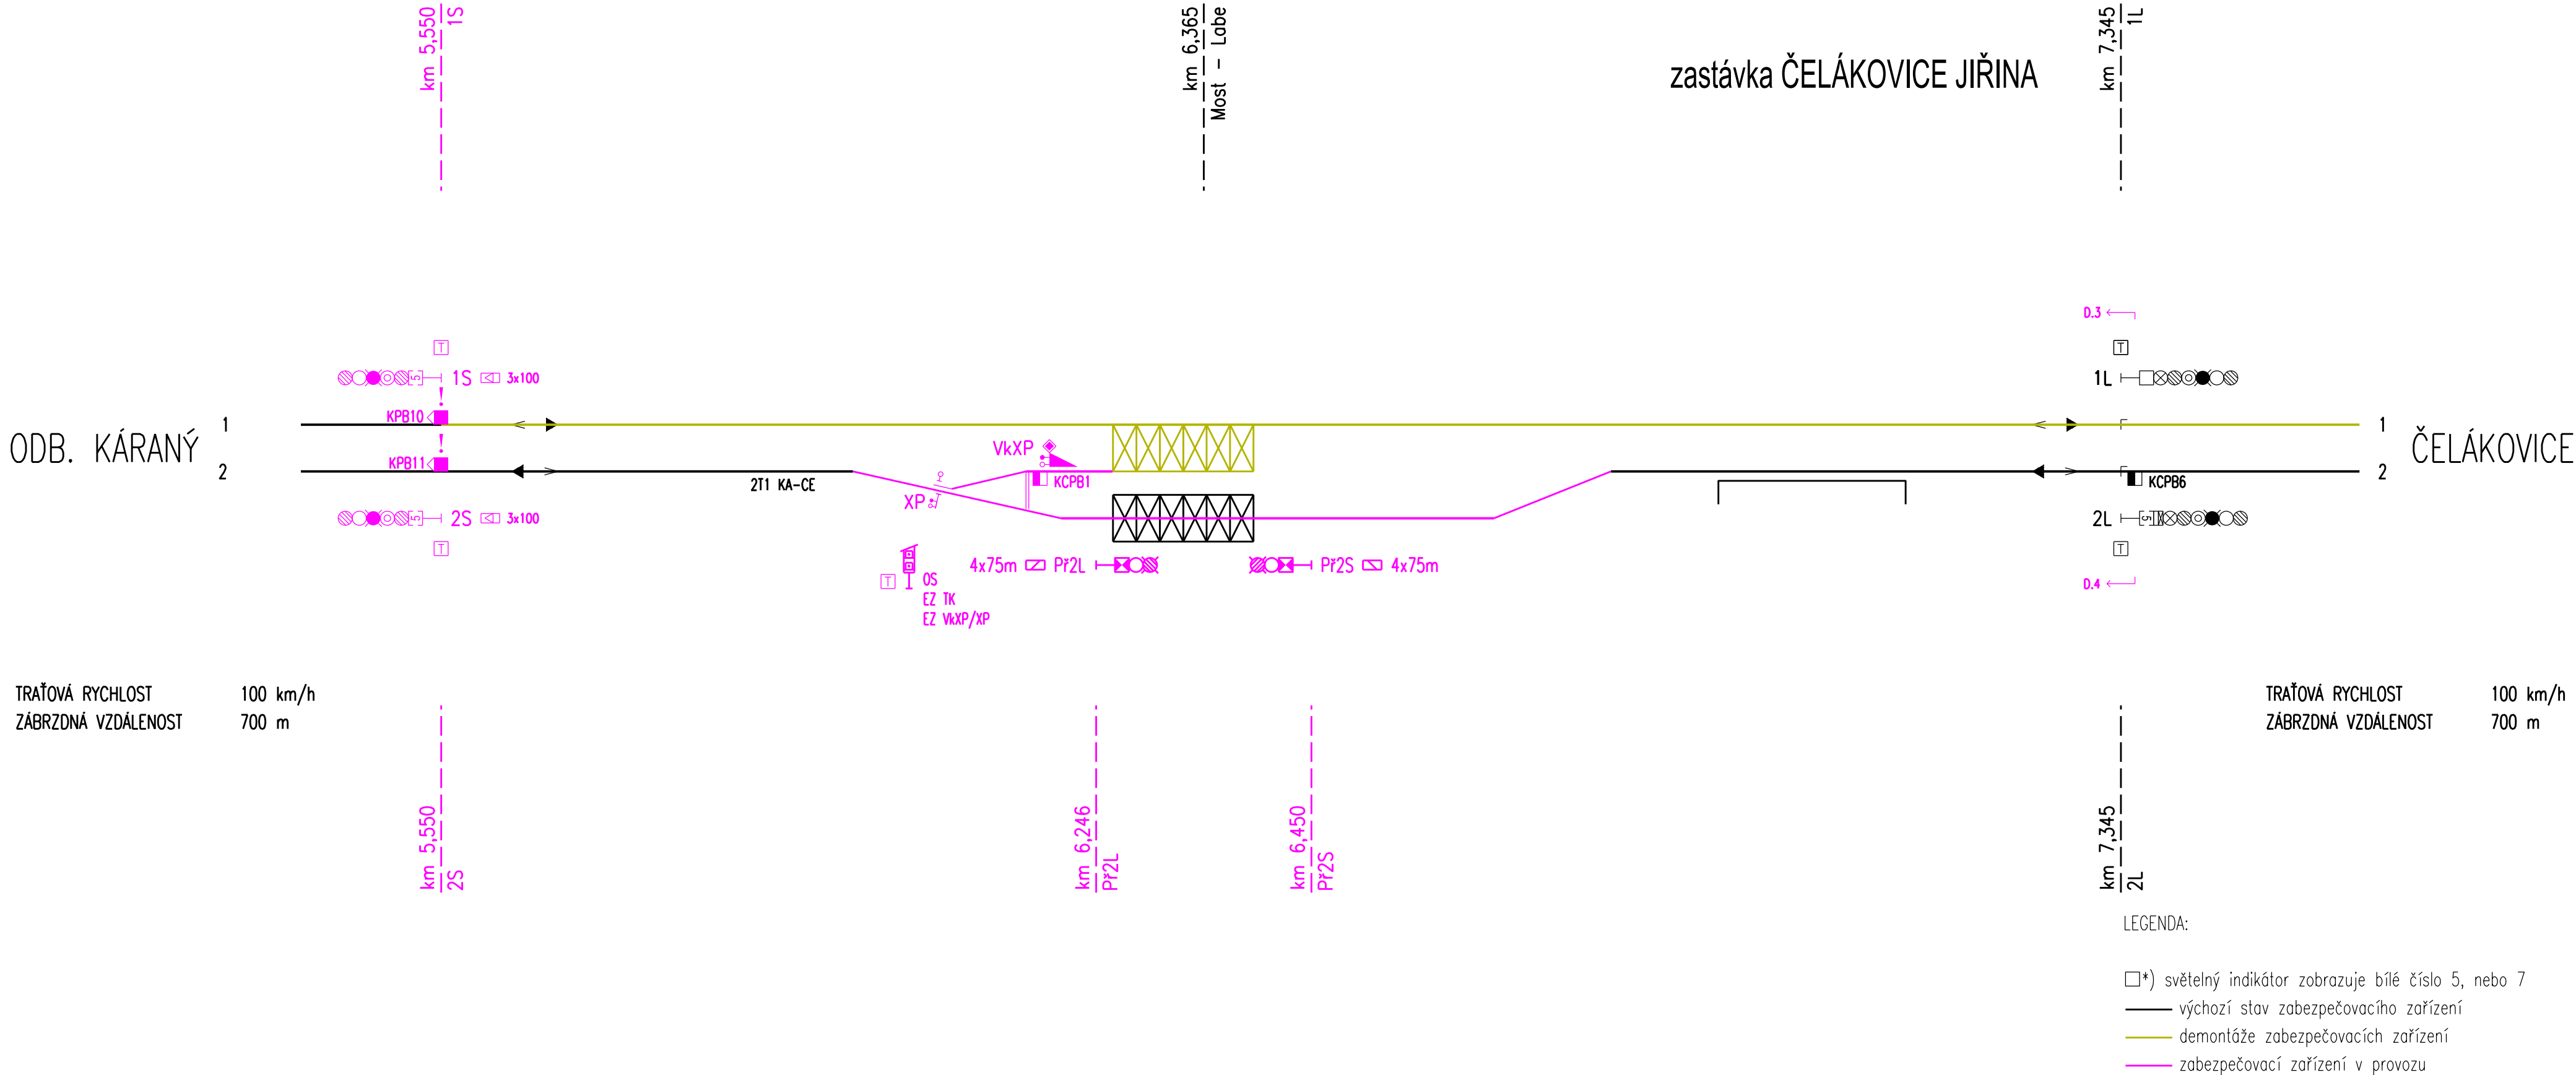 km 5,550
1S
km 6,365
Most - Labe
zastávka ČELÁKOVICE JIŘINA
km 7,345
1L
D.3
T
T
5
1S
3x100
1L
KPB10
1
1
ODB. KÁRANÝ
ČELÁKOVICE
VkXP
KPB11
2
2
2T1 KA-CE
XP
KCPB1
KCPB6
5
2S
3x100
2L
5
T
T
4x75m
Př2L
Př2S
4x75m
T
OS
EZ TK
EZ VkXP/XP
D.4
TRAŤOVÁ RYCHLOST 100 km/h
ZÁBRZDNÁ VZDÁLENOST 700 m
TRAŤOVÁ RYCHLOST 100 km/h
ZÁBRZDNÁ VZDÁLENOST 700 m
km 5,550
2S
km 6,246
Př2L
km 6,450
Př2S
km 7,345
2L
LEGENDA:
*) světelný indikátor zobrazuje bílé číslo 5, nebo 7
výchozí stav zabezpečovacího zařízení
demontáže zabezpečovacích zařízení
zabezpečovací zařízení v provozu